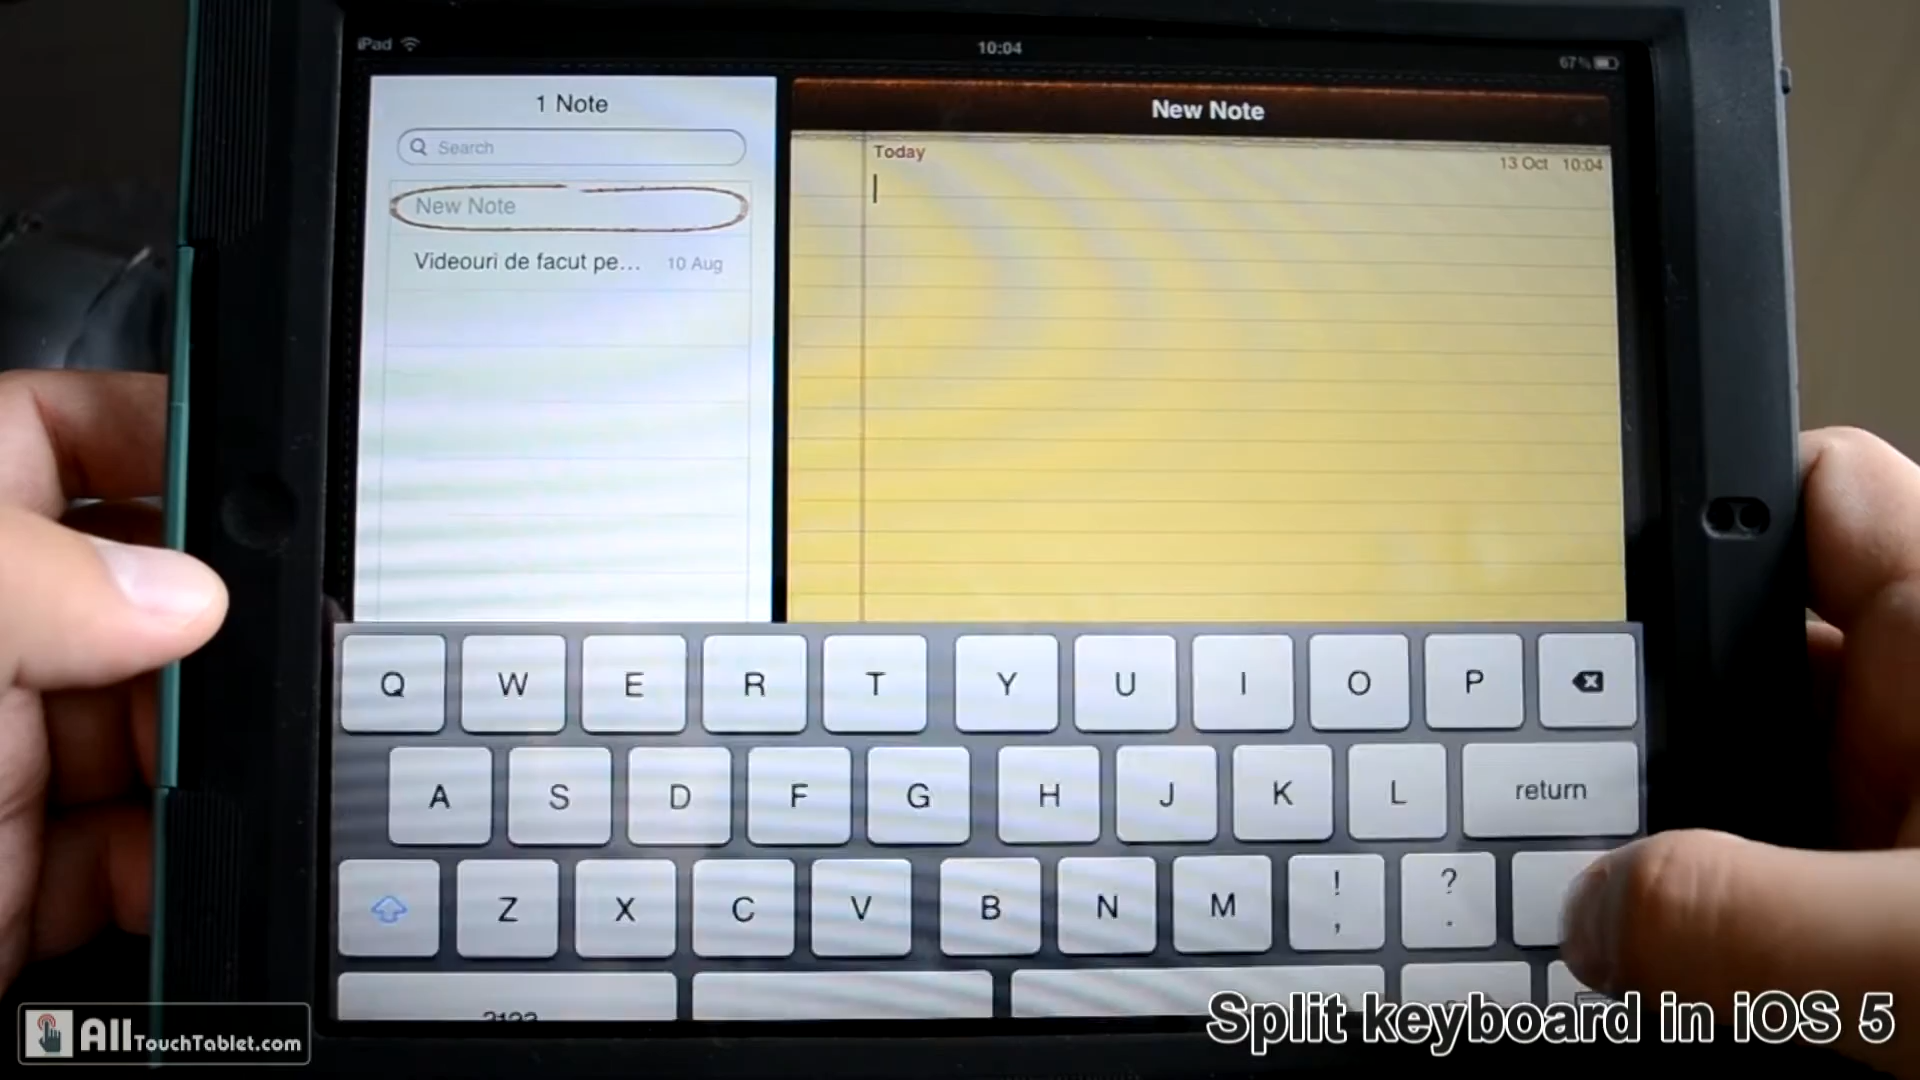 iPad
10:04
67%
1 Note
Search
New Note
Videouri de facut pe... 10 Aug
New Note
Today
13 Oct 10:04
Q W E R T Y U I O P
A S D F G H J K L return
Z X C V B N M ! , ? .
Split keyboard in iOS 5
AllTouchTablet.com